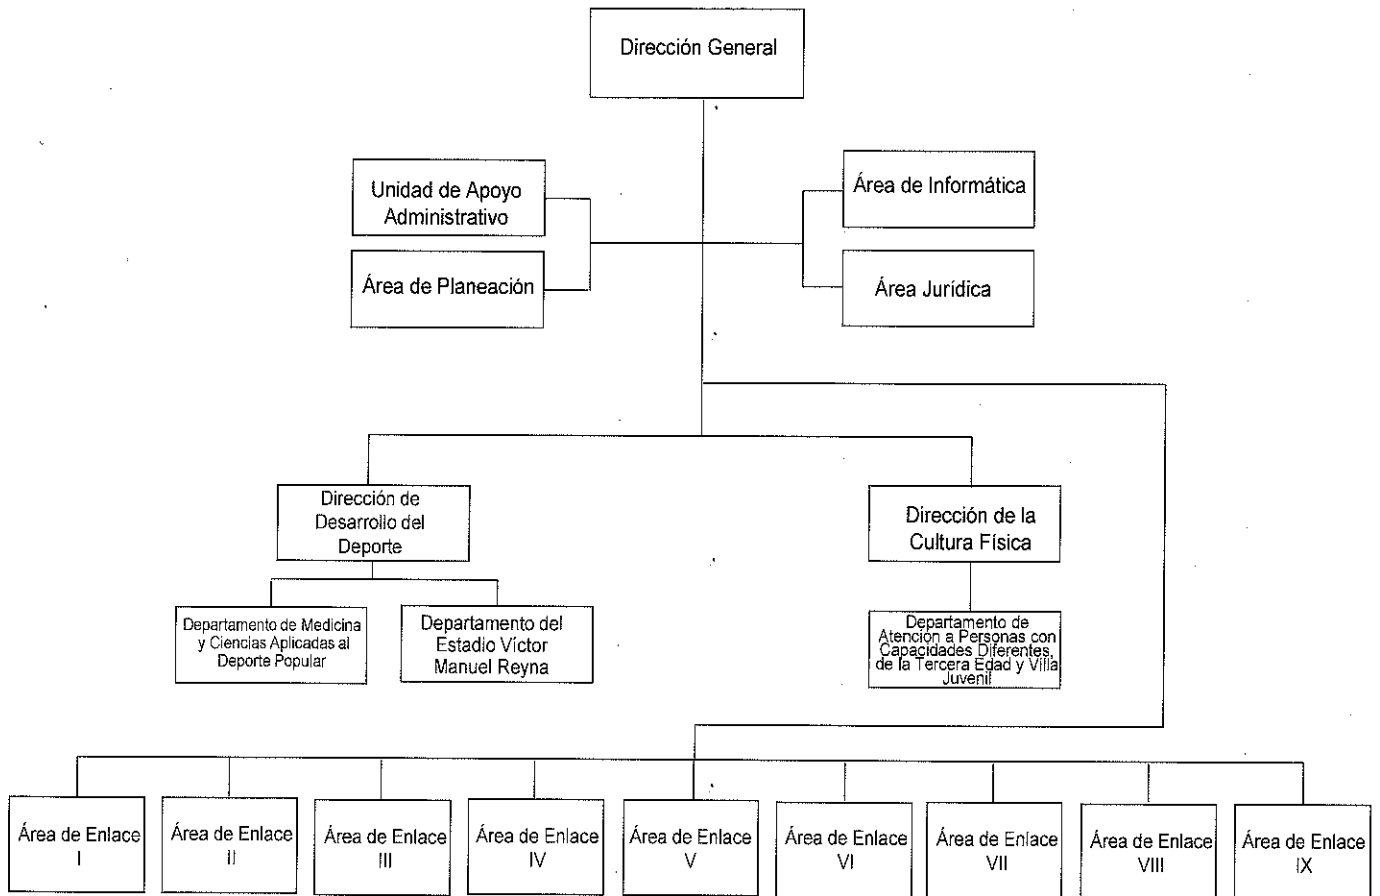 Dirección General
Unidad de Apoyo
Administrativo
Área de Informática
Área de Planeación
Área Jurídica
Dirección de
Desarrollo del
Deporte
Dirección de la
Cultura Física
Departamento de Medicina
y Ciencias Aplicadas al
Deporte Popular
Departamento del
Estadio Víctor
Manuel Reyna
Departamento de
Atención a Personas con
Capacidades Diferentes,
de la Tercera Edad y Villa
Juvenil
Área de Enlace
I
Área de Enlace
II
Área de Enlace
III
Área de Enlace
IV
Área de Enlace
V
Área de Enlace
VI
Área de Enlace
VII
Área de Enlace
VIII
Área de Enlace
IX